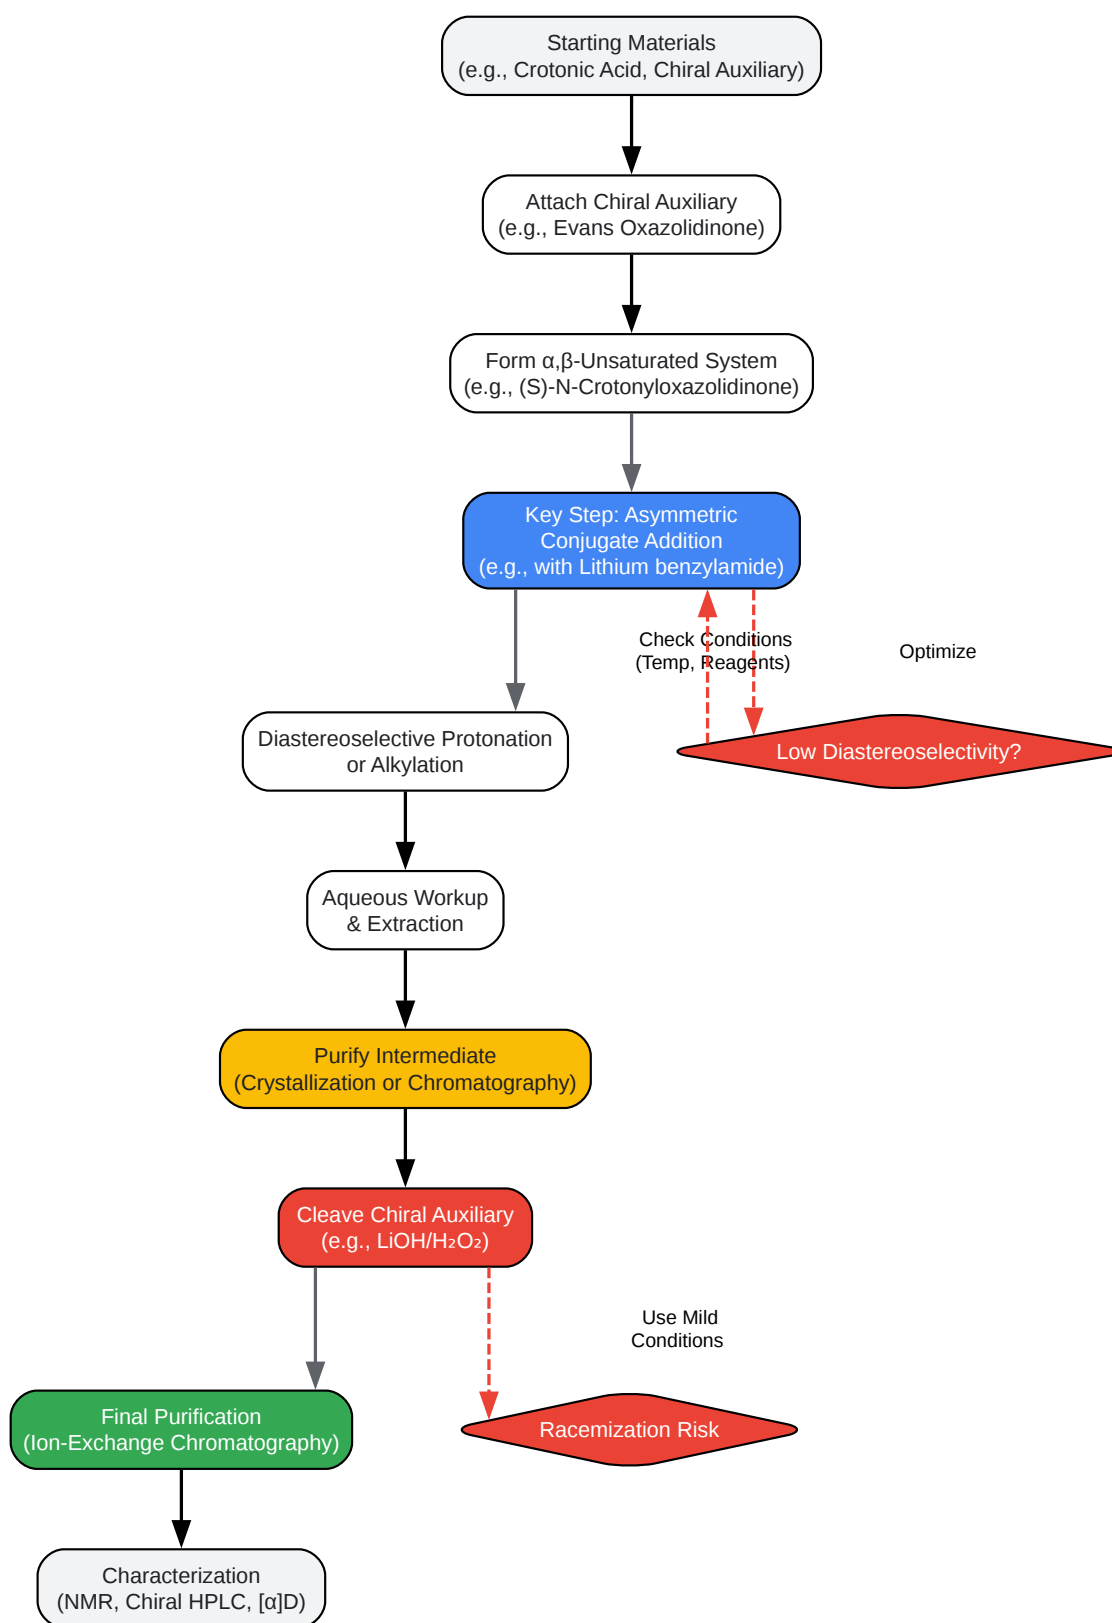 Starting Materials
(e.g., Crotonic Acid, Chiral Auxiliary)
Attach Chiral Auxiliary
(e.g., Evans Oxazolidinone)
Form α,β-Unsaturated System
(e.g., (S)-N-Crotonyloxazolidinone)
Key Step: Asymmetric
Conjugate Addition
(e.g., with Lithium benzylamide)
Check Conditions
(Temp, Reagents)
Optimize
Diastereoselective Protonation
or Alkylation
Low Diastereoselectivity?
Aqueous Workup
& Extraction
Purify Intermediate
(Crystallization or Chromatography)
Cleave Chiral Auxiliary
(e.g., LiOH/H₂O₂)
Use Mild
Conditions
Final Purification
(Ion-Exchange Chromatography)
Racemization Risk
Characterization
(NMR, Chiral HPLC, [α]D)